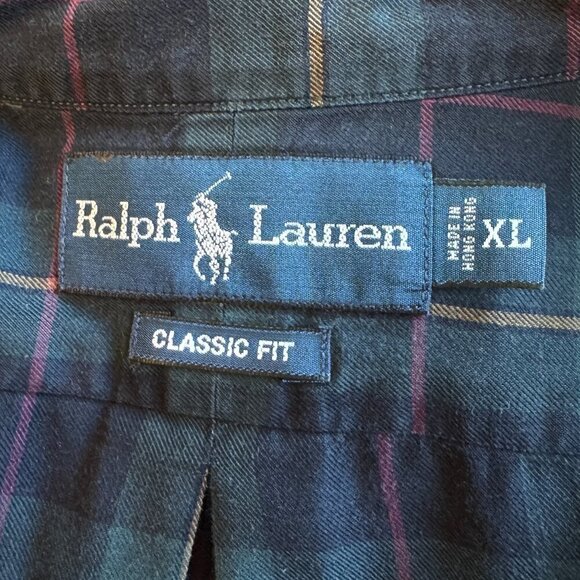 Ralph Lauren
MADE IN
HONG KONG
XL
CLASSIC FIT